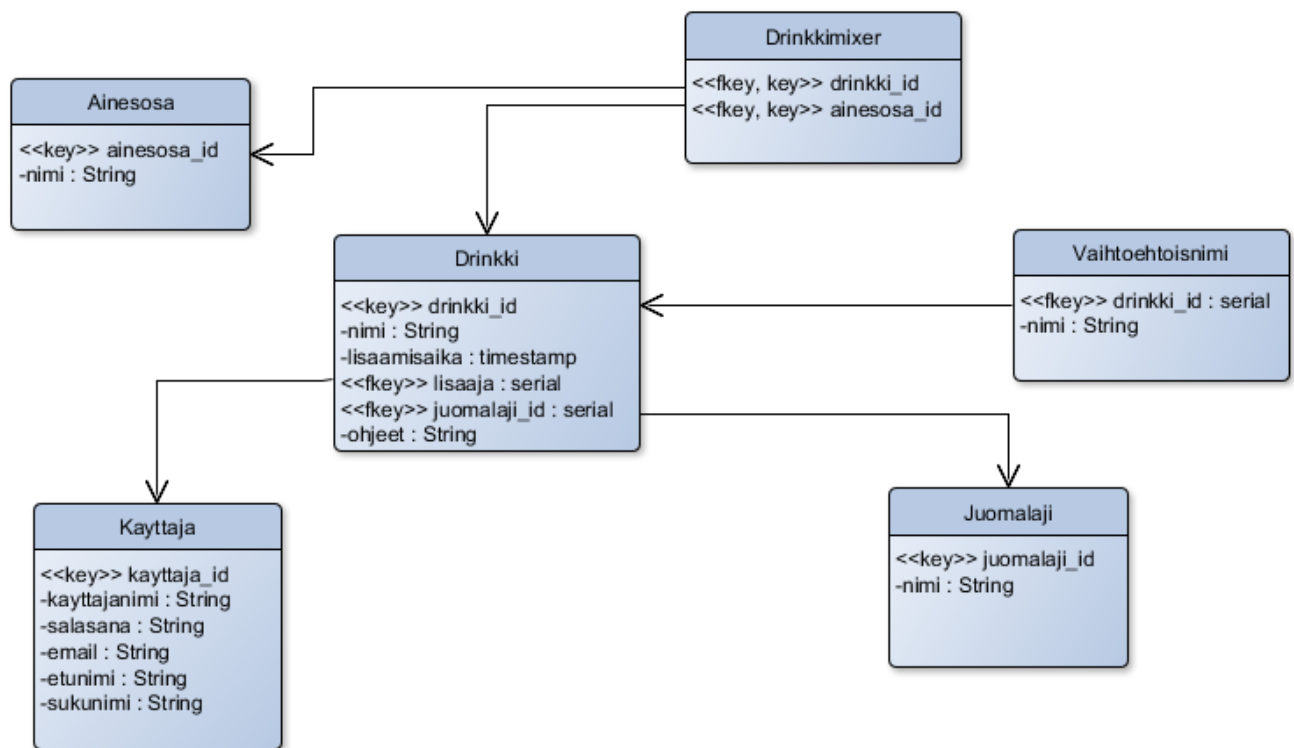 Drinkkimixer
<<fkey, key>> drinkki_id
<<fkey, key>> ainesosa_id
Ainesosa
<<key>> ainesosa_id
-nimi : String
Drinkki
<<key>> drinkki_id
-nimi : String
-lisaamisaika : timestamp
<<fkey>> lisaaja : serial
<<fkey>> juomalaji_id : serial
-ohjeet : String
Vaihtoehtoisnimi
<<fkey>> drinkki_id : serial
-nimi : String
Kayttaja
<<key>> kayttaja_id
-kayttajanimi : String
-salasana : String
-email : String
-etunimi : String
-sukunimi : String
Juomalaji
<<key>> juomalaji_id
-nimi : String